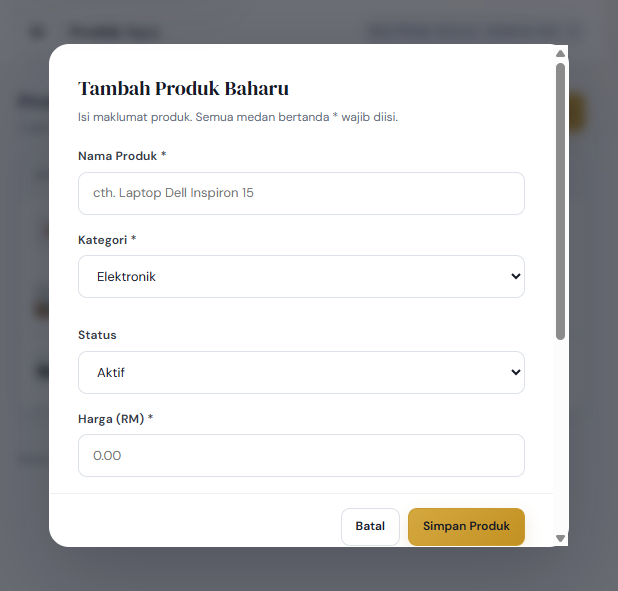 Tambah Produk Baharu
Isi maklumat produk. Semua medan bertanda * wajib diisi.
Nama Produk *
cth. Laptop Dell Inspiron 15
Kategori *
Elektronik
Status
Aktif
Harga (RM) *
0.00
Batal
Simpan Produk